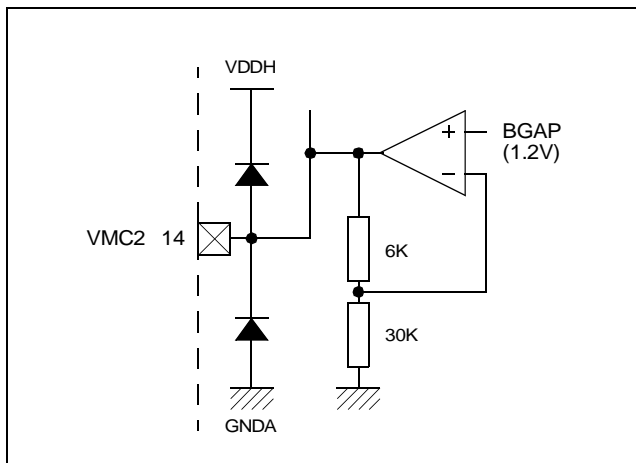 VDDH
+
BGAP
(1.2V)
−
VMC2 14
6K
30K
GNDA